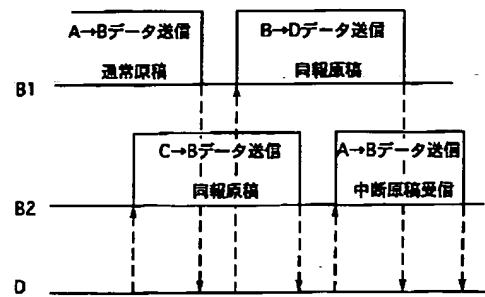 A→Bデータ送信
通常原稿
B→Dデータ送信
同報原稿
B1
C→Bデータ送信
同報原稿
A→Bデータ送信
中断原稿受信
B2
D